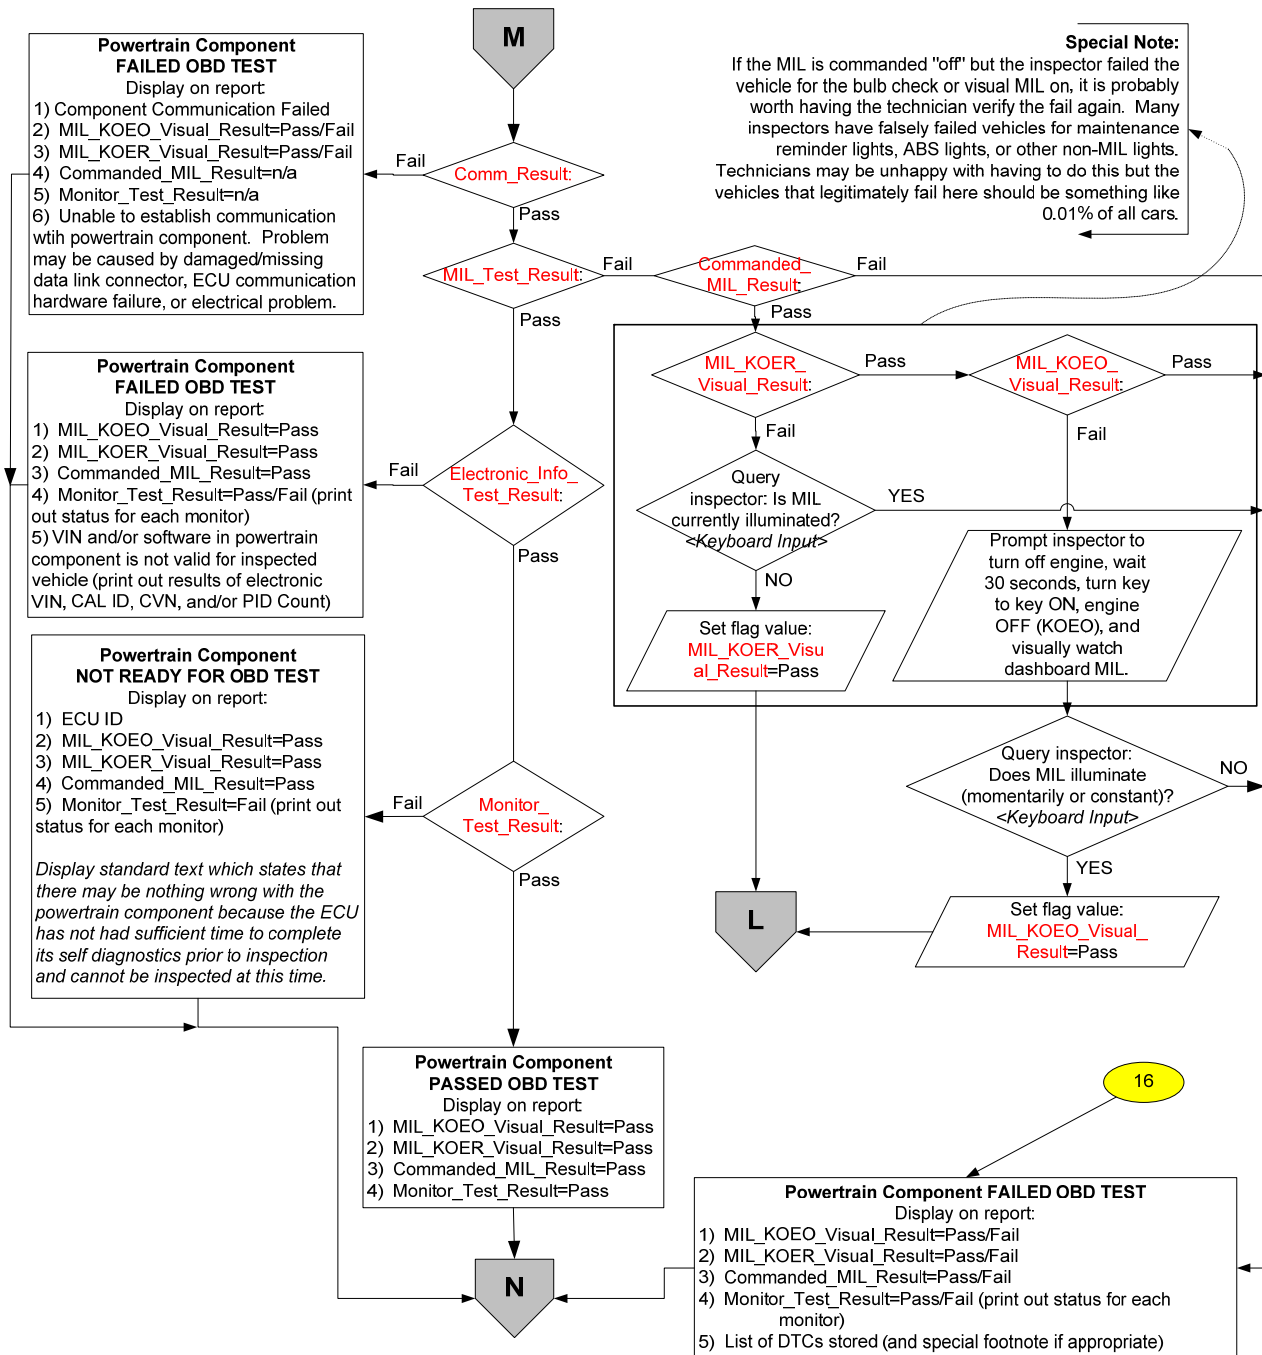 M
Powertrain Component
FAILED OBD TEST
Display on report:
1) Component Communication Failed
2) MIL_KOEO_Visual_Result=Pass/Fail
3) MIL_KOER_Visual_Result=Pass/Fail
4) Commanded_MIL_Result=n/a
5) Monitor_Test_Result=n/a
6) Unable to establish communication
wtih powertrain component. Problem
may be caused by damaged/missing
data link connector, ECU communication
hardware failure, or electrical problem.
Special Note:
If the MIL is commanded "off" but the inspector failed the
vehicle for the bulb check or visual MIL on, it is probably
worth having the technician verify the fail again. Many
inspectors have falsely failed vehicles for maintenance
reminder lights, ABS lights, or other non-MIL lights.
Technicians may be unhappy with having to do this but the
vehicles that legitimately fail here should be something like
0.01% of all cars.
Fail
Comm_Result:
Pass
MIL_Test_Result:
Fail
Commanded_
MIL_Result:
Fail
Pass
Pass
MIL_KOER_
Visual_Result:
Pass
MIL_KOEO_
Visual_Result:
Pass
Fail
Fail
Powertrain Component
FAILED OBD TEST
Display on report:
1) MIL_KOEO_Visual_Result=Pass
2) MIL_KOER_Visual_Result=Pass
3) Commanded_MIL_Result=Pass
4) Monitor_Test_Result=Pass/Fail (print
out status for each monitor)
5) VIN and/or software in powertrain
component is not valid for inspected
vehicle (print out results of electronic
VIN, CAL ID, CVN, and/or PID Count)
Fail
Electronic_Info_
Test_Result:
Pass
Query
inspector: Is MIL
currently illuminated?
<Keyboard Input>
YES
NO
Prompt inspector to
turn off engine, wait
30 seconds, turn key
to key ON, engine
OFF (KOEO), and
visually watch
dashboard MIL.
Set flag value:
MIL_KOER_Visu
al_Result=Pass
Powertrain Component
NOT READY FOR OBD TEST
Display on report:
1) ECU ID
2) MIL_KOEO_Visual_Result=Pass
3) MIL_KOER_Visual_Result=Pass
4) Commanded_MIL_Result=Pass
5) Monitor_Test_Result=Fail (print out
status for each monitor)
Display standard text which states that
there may be nothing wrong with the
powertrain component because the ECU
has not had sufficient time to complete
its self diagnostics prior to inspection
and cannot be inspected at this time.
Fail
Monitor_
Test_Result:
Pass
Query inspector:
Does MIL illuminate
(momentarily or constant)?
<Keyboard Input>
NO
YES
L
Set flag value:
MIL_KOEO_Visual_
Result=Pass
Powertrain Component
PASSED OBD TEST
Display on report:
1) MIL_KOEO_Visual_Result=Pass
2) MIL_KOER_Visual_Result=Pass
3) Commanded_MIL_Result=Pass
4) Monitor_Test_Result=Pass
16
N
Powertrain Component FAILED OBD TEST
Display on report:
1) MIL_KOEO_Visual_Result=Pass/Fail
2) MIL_KOER_Visual_Result=Pass/Fail
3) Commanded_MIL_Result=Pass/Fail
4) Monitor_Test_Result=Pass/Fail (print out status for each
monitor)
5) List of DTCs stored (and special footnote if appropriate)